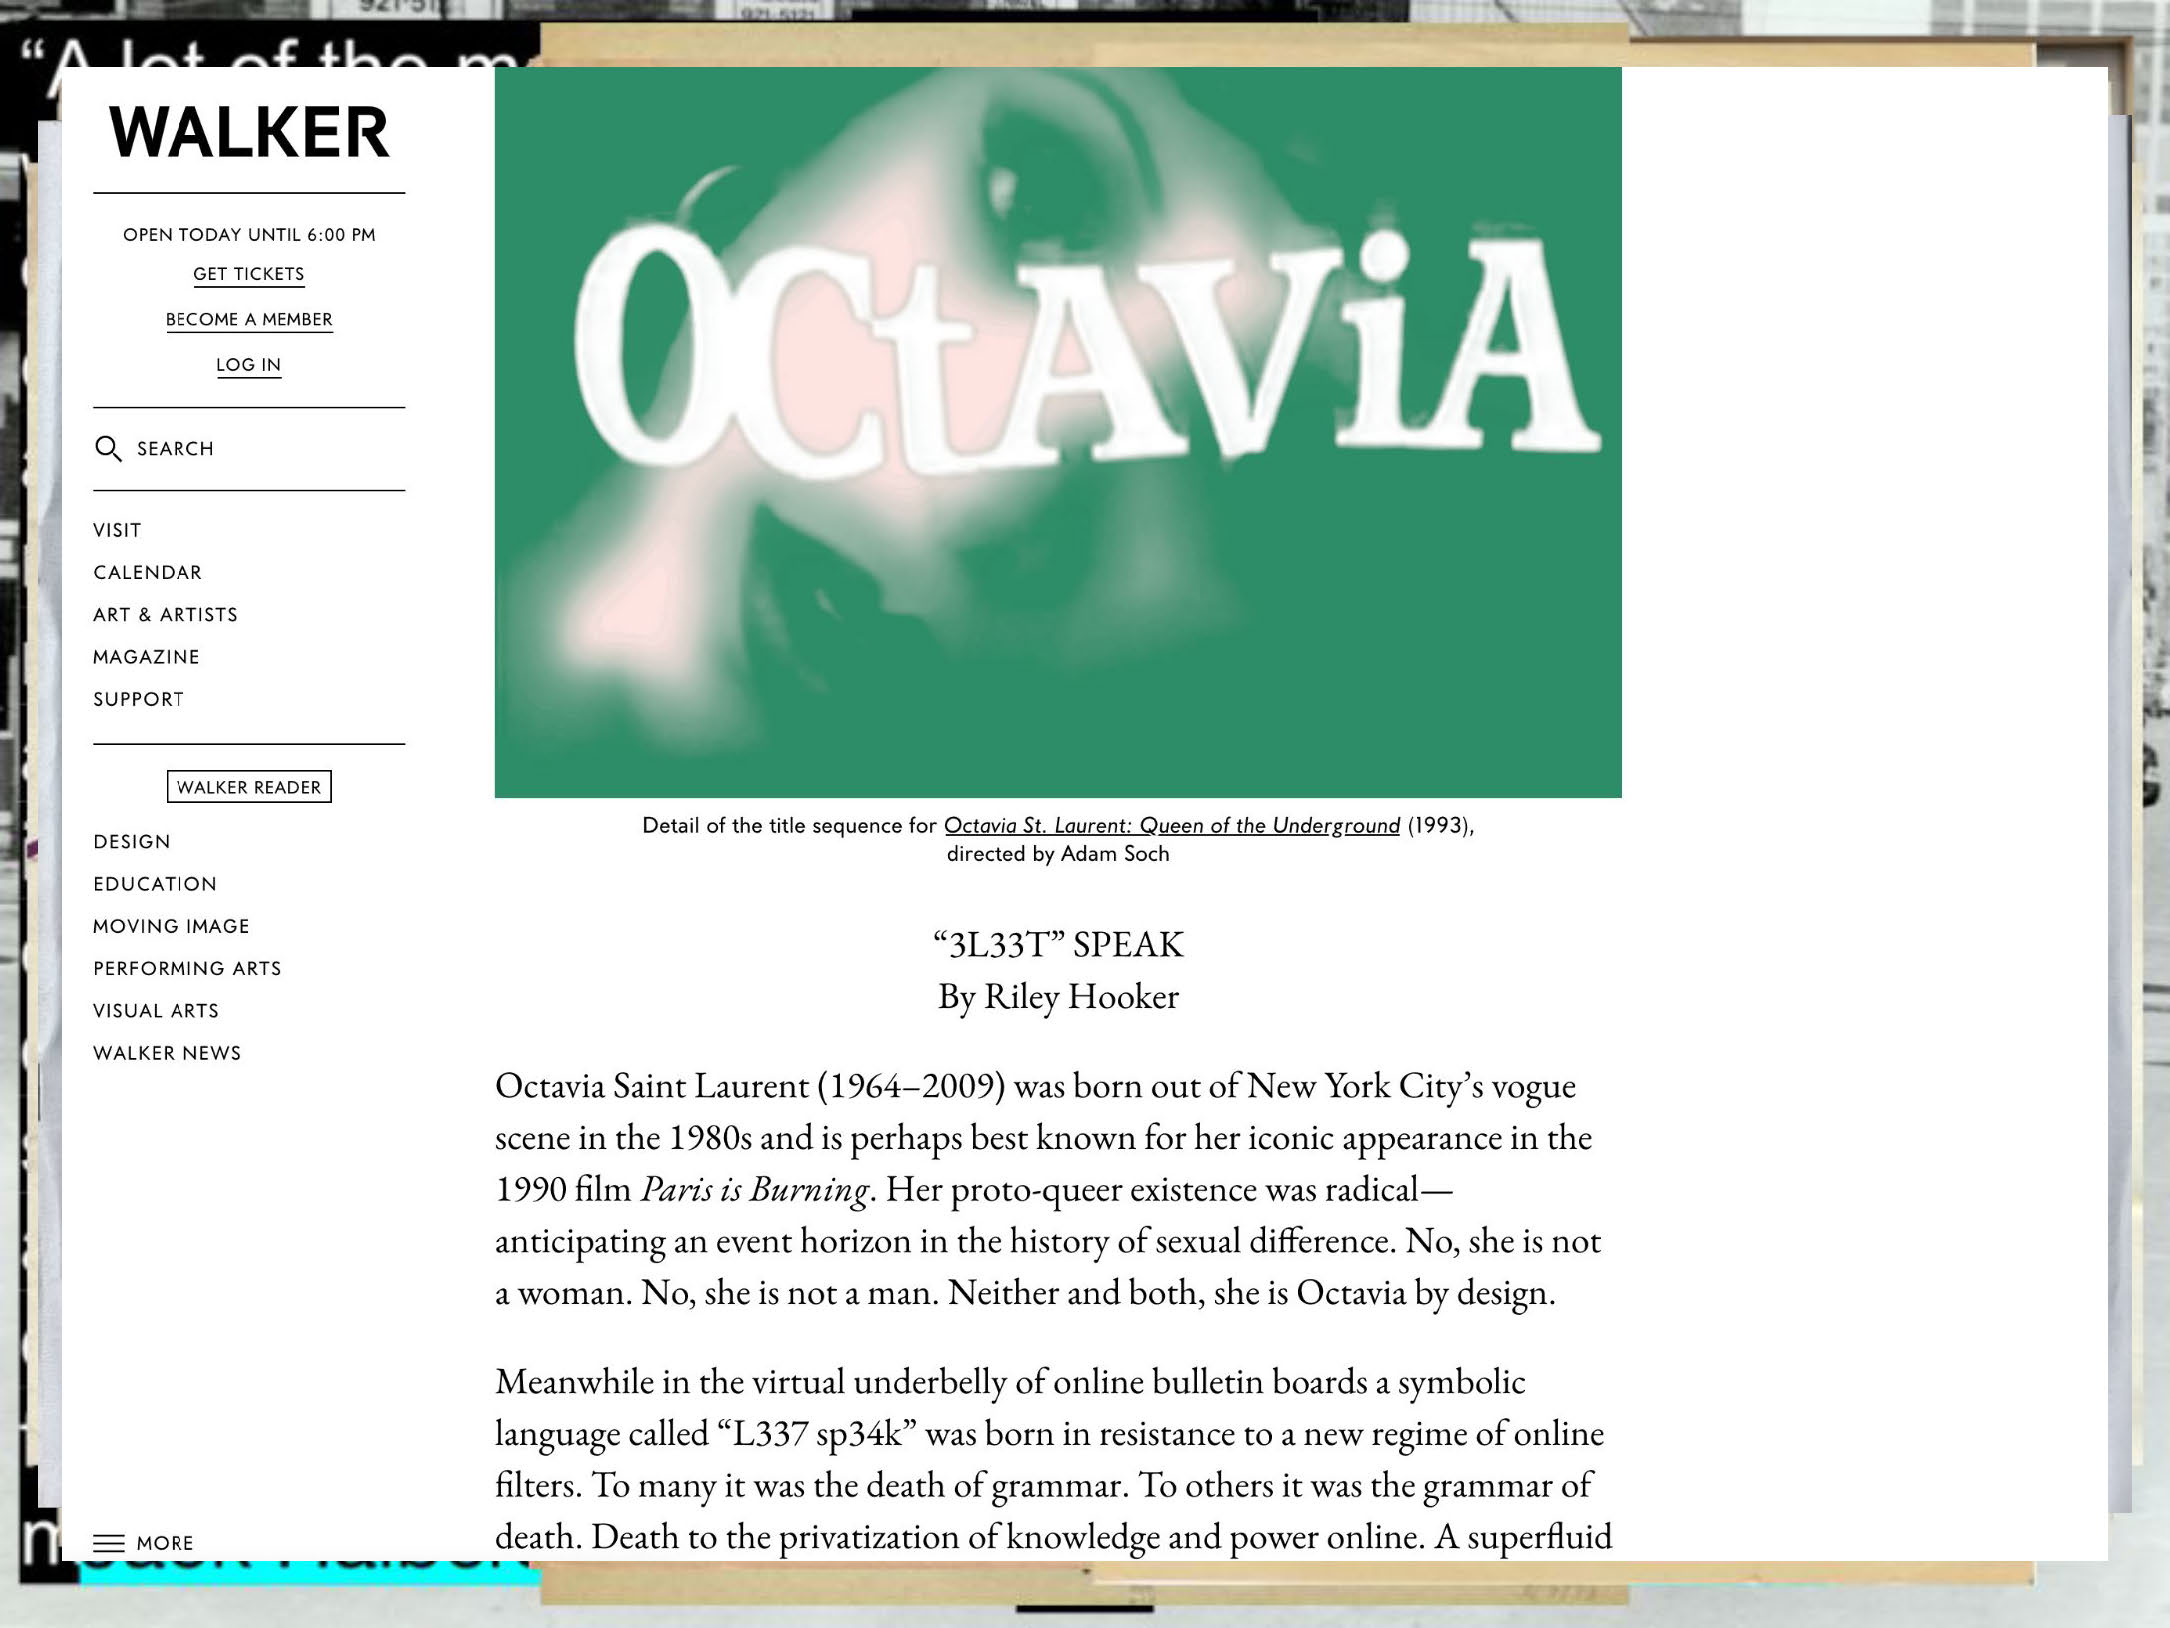 921-5121
“A lot of the m
WALKER
OPEN TODAY UNTIL 6:00 PM
GET TICKETS
BECOME A MEMBER
LOG IN
SEARCH
VISIT
CALENDAR
ART & ARTISTS
MAGAZINE
SUPPORT
WALKER READER
DESIGN
EDUCATION
MOVING IMAGE
PERFORMING ARTS
VISUAL ARTS
WALKER NEWS
MORE
OCtAViA
Detail of the title sequence for Octavia St. Laurent: Queen of the Underground (1993),
directed by Adam Soch
“3L33T” SPEAK
By Riley Hooker
Octavia Saint Laurent (1964–2009) was born out of New York City’s vogue
scene in the 1980s and is perhaps best known for her iconic appearance in the
1990 film Paris is Burning. Her proto-queer existence was radical—
anticipating an event horizon in the history of sexual difference. No, she is not
a woman. No, she is not a man. Neither and both, she is Octavia by design.
Meanwhile in the virtual underbelly of online bulletin boards a symbolic
language called “L337 sp34k” was born in resistance to a new regime of online
filters. To many it was the death of grammar. To others it was the grammar of
death. Death to the privatization of knowledge and power online. A superfluid